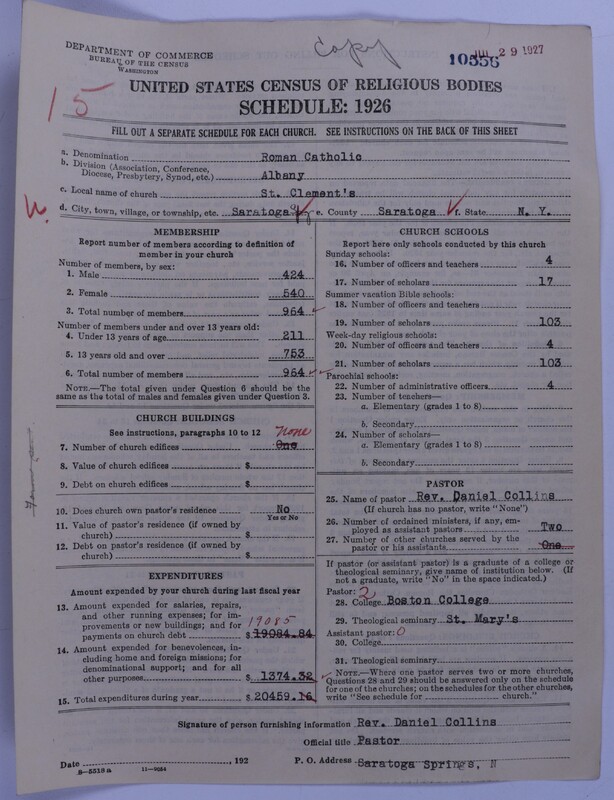 copy
DEPARTMENT OF COMMERCE
BUREAU OF THE CENSUS
WASHINGTON
10556 JUL 29 1927
15
UNITED STATES CENSUS OF RELIGIOUS BODIES
SCHEDULE: 1926
FILL OUT A SEPARATE SCHEDULE FOR EACH CHURCH. SEE INSTRUCTIONS ON THE BACK OF THIS SHEET
a. Denomination Roman Catholic
b. Division (Association, Conference, Diocese, Presbytery, Synod, etc.) Albany
c. Local name of church St. Clement's
d. City, town, village, or township, etc. Saratoga e. County Saratoga f. State N. Y.
MEMBERSHIP
Report number of members according to definition of
member in your church
Number of members, by sex:
1. Male 424
2. Female 540
3. Total number of members 964
Number of members under and over 13 years old:
4. Under 13 years of age 211
5. 13 years old and over 753
6. Total number of members 964
NOTE.—The total given under Question 6 should be
same as the total of males and females given under Question 3.
CHURCH BUILDINGS
See instructions, paragraphs 10 to 12 none
7. Number of church edifices One
8. Value of church edifices $
9. Debt on church edifices $
10. Does church own pastor's residence? No
Yes or No
11. Value of pastor's residence (if owned by
church) $
12. Debt on pastor's residence (if owned by
church) $
EXPENDITURES
Amount expended by your church during last fiscal year
13. Amount expended for salaries, repairs,
and other running expenses; for im-
provements or new buildings; and for 19085
payments on church debt $19084.84
14. Amount expended for benevolences, in-
cluding home and foreign missions; for
denominational support; and for all
other purposes $ 1374.32
15. Total expenditures during year $ 20459.16
CHURCH SCHOOLS
Report here only schools conducted by this church
Sunday schools:
16. Number of officers and teachers 4
17. Number of scholars 17
Summer vacation Bible schools:
18. Number of officers and teachers
19. Number of scholars 103
Week-day religious schools:
20. Number of officers and teachers 4
21. Number of scholars 103
Parochial schools:
22. Number of administrative officers 4
23. Number of teachers—
a. Elementary (grades 1 to 8)
b. Secondary
24. Number of scholars—
a. Elementary (grades 1 to 8)
b. Secondary
PASTOR
25. Name of pastor Rev. Daniel Collins
(If church has no pastor, write "None")
26. Number of ordained ministers, if any, em-
ployed as assistant pastors Two
27. Number of other churches served by the
pastor or his assistants One
If pastor (or assistant pastor) is a graduate of a college or
theological seminary, give name of institution below. (If
not a graduate, write "No" in the space indicated.)
Pastor: 2
28. College Boston College
29. Theological seminary St. Mary's
Assistant pastor: 0
30. College
31. Theological seminary
NOTE.—Where one pastor serves two or more churches,
Questions 28 and 29 should be answered only on the schedule
for one of the churches; on the schedules for the other churches,
write "See schedule for church."
Signature of person furnishing information Rev. Daniel Collins
Official title Pastor
Date , 192 P. O. Address Saratoga Springs, N
8-5318a 11-9084